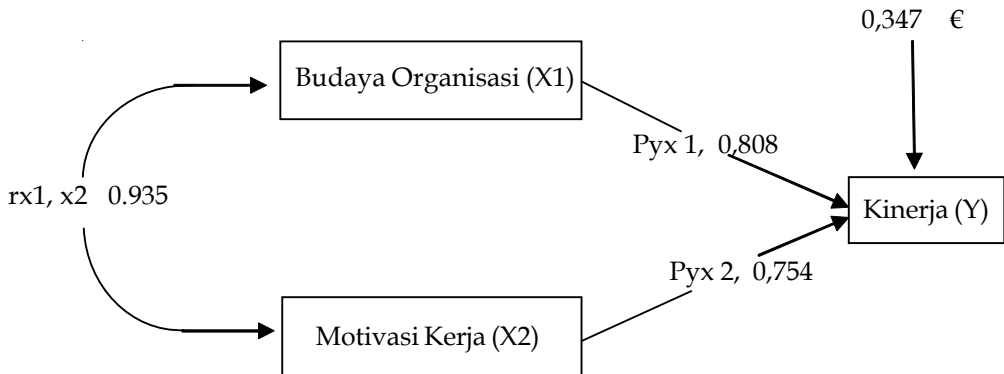 0,347 €
Budaya Organisasi (X1)
Pyx 1, 0,808
rx1, x2 0.935
Kinerja (Y)
Pyx 2, 0,754
Motivasi Kerja (X2)